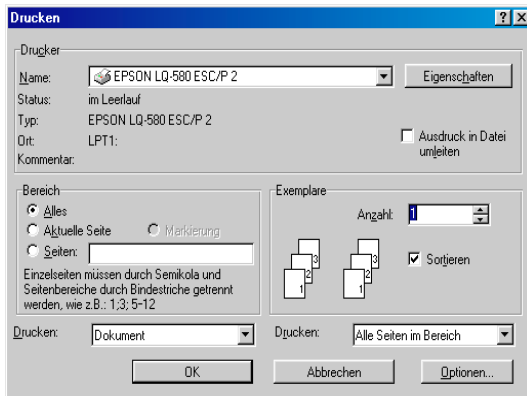 Drucken
Drucker
Name: EPSON LQ-580 ESC/P 2 Eigenschaften
Status: im Leerlauf
Typ: EPSON LQ-580 ESC/P 2
Ort: LPT1:
Kommentar:
Ausdruck in Datei
umleiten
Bereich
Alles
Aktuelle Seite Markierung
Seiten:
Einzelseiten müssen durch Semikola und
Seitenbereiche durch Bindestriche getrennt
werden, wie z.B.: 1;3; 5-12
Exemplare
Anzahl: 1
1 2 3 1 2 3
Sortieren
Drucken: Dokument
Drucken: Alle Seiten im Bereich
OK Abbrechen Optionen...